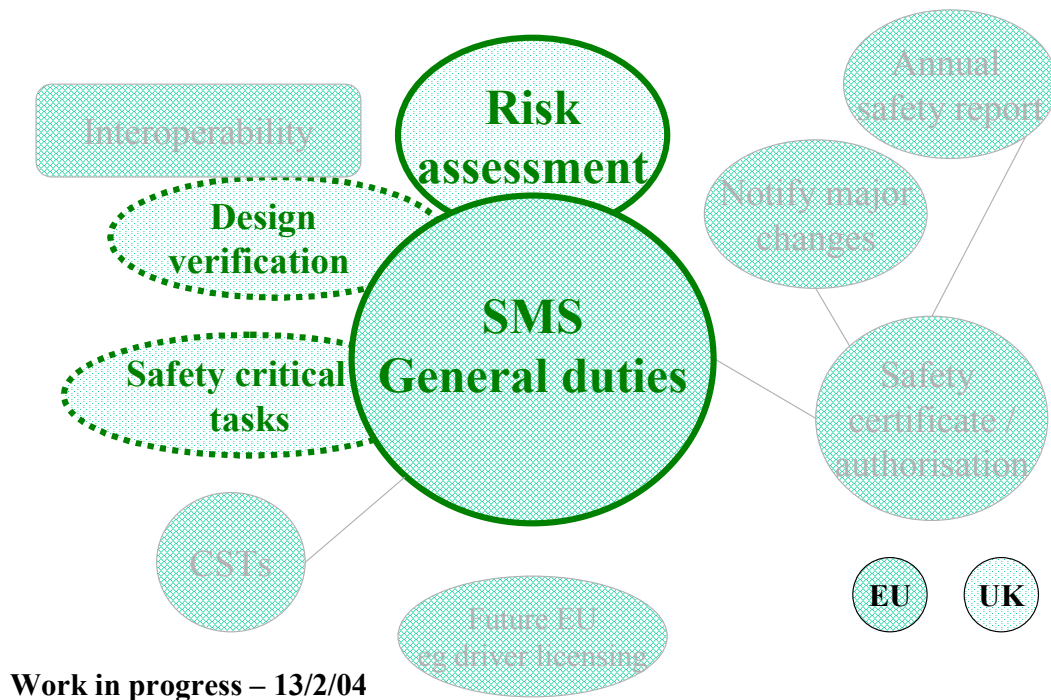 Annual
safety report
Interoperability
Risk
assessment
Notify major
changes
Design
verification
SMS
General duties
Safety critical
tasks
Safety
certificate /
authorisation
CSTs
EU
UK
Future EU
eg driver licensing
Work in progress – 13/2/04